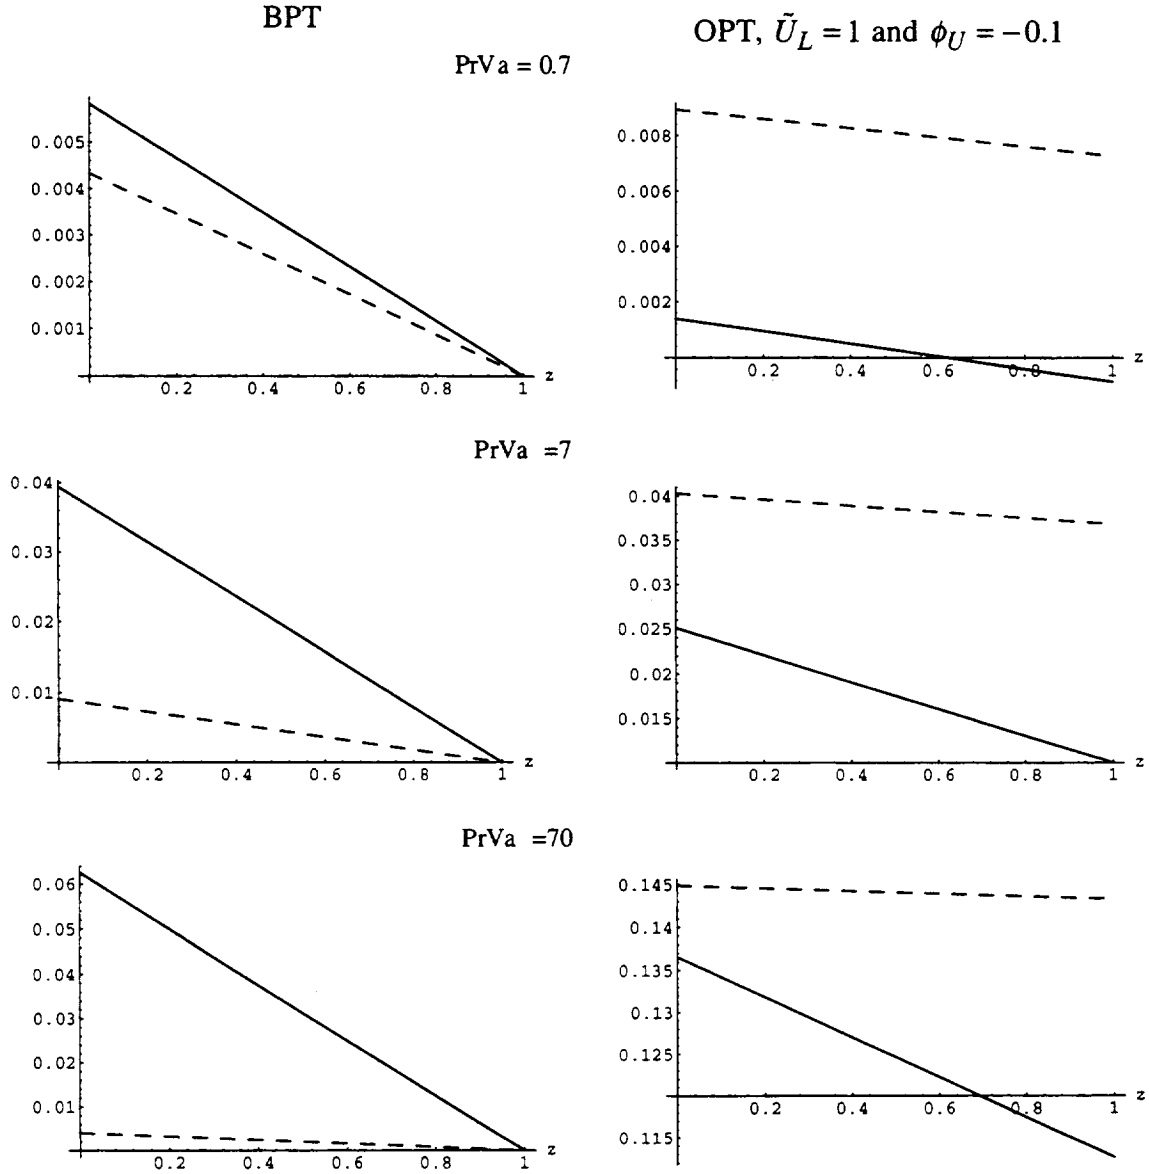 BPT
OPT, Ũ_L = 1 and ϕ_U = −0.1
PrVa = 0.7
0.005
0.004
0.003
0.002
0.001
0.2 0.4 0.6 0.8 1 z
0.008
0.006
0.004
0.002
0.2 0.4 0.6 0.8 1 z
PrVa =7
0.04
0.03
0.02
0.01
0.2 0.4 0.6 0.8 1 z
0.04
0.035
0.03
0.025
0.02
0.015
0.2 0.4 0.6 0.8 1 z
PrVa =70
0.06
0.05
0.04
0.03
0.02
0.01
0.2 0.4 0.6 0.8 1 z
0.145
0.14
0.135
0.13
0.125
0.2 0.4 0.6 0.8 1 z
0.115